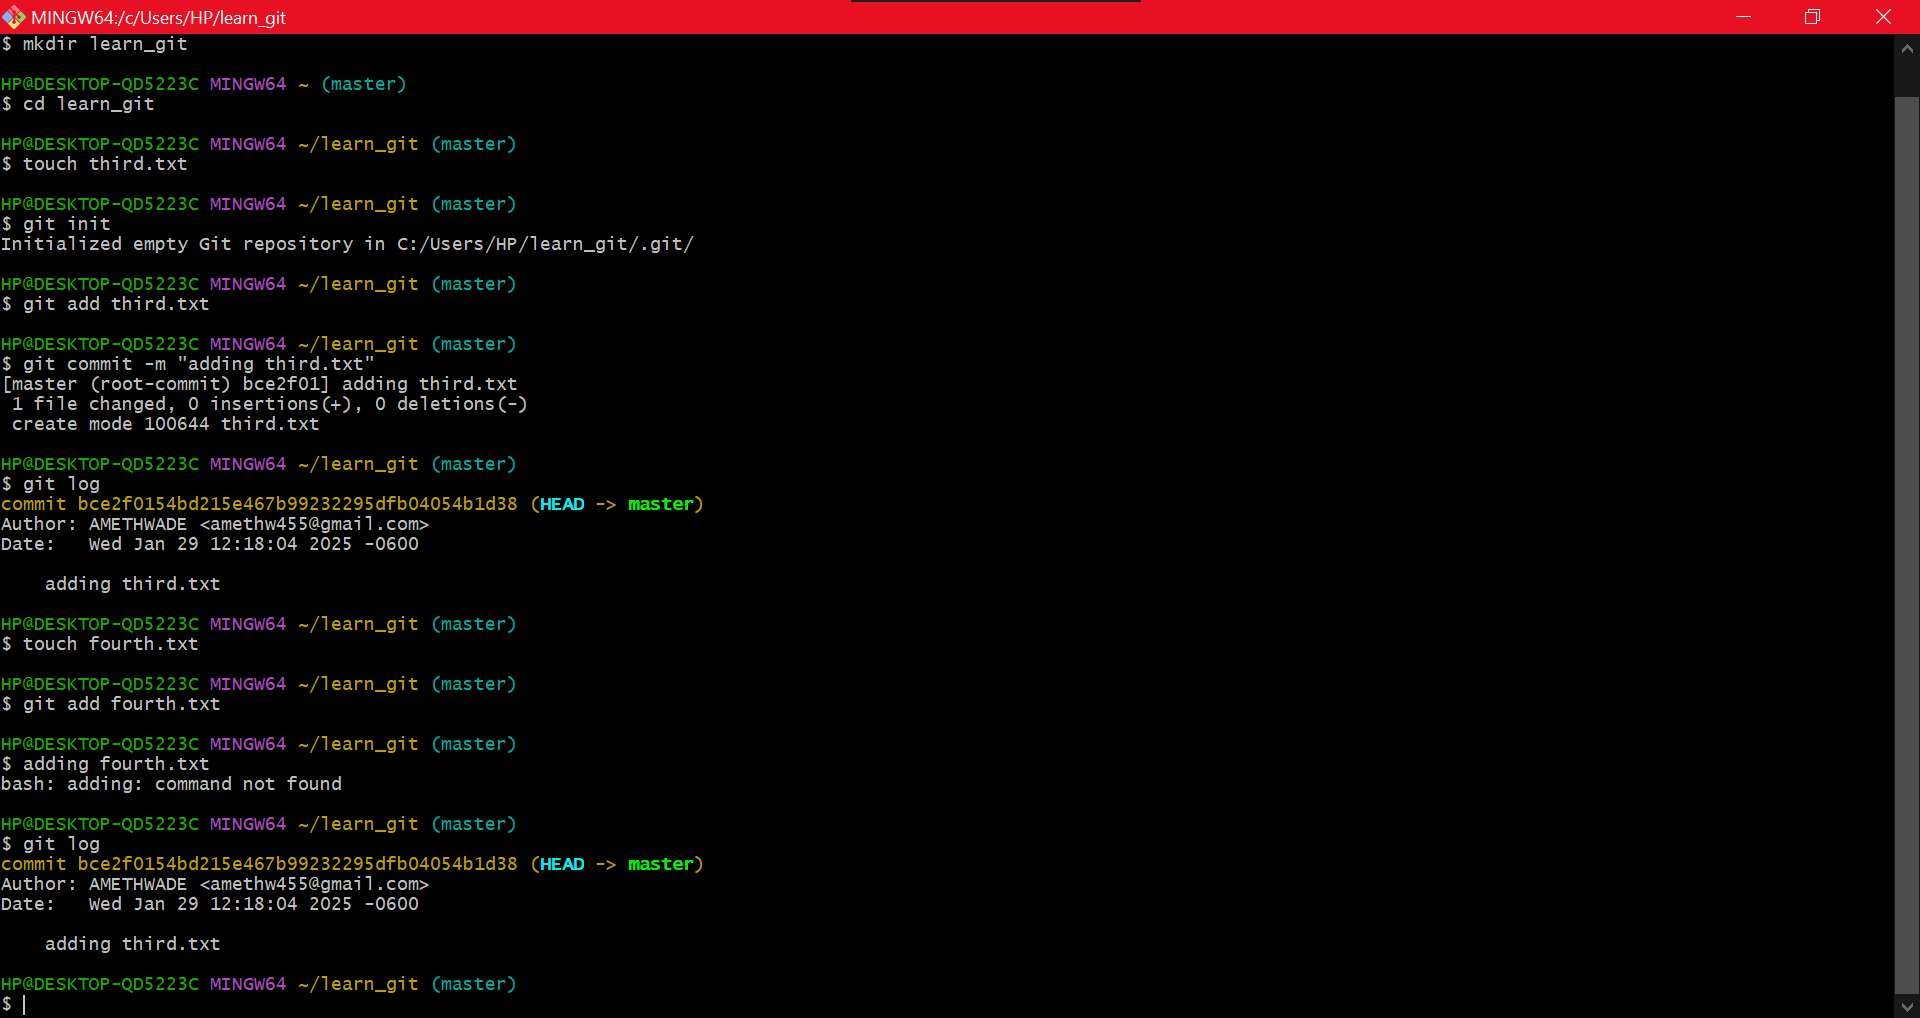 MINGW64:/c/Users/HP/learn_git
$ mkdir learn_git
HP@DESKTOP-QD5223C MINGW64 ~ (master)
$ cd learn_git
HP@DESKTOP-QD5223C MINGW64 ~/learn_git (master)
$ touch third.txt
HP@DESKTOP-QD5223C MINGW64 ~/learn_git (master)
$ git init
Initialized empty Git repository in C:/Users/HP/learn_git/.git/
HP@DESKTOP-QD5223C MINGW64 ~/learn_git (master)
$ git add third.txt
HP@DESKTOP-QD5223C MINGW64 ~/learn_git (master)
$ git commit -m "adding third.txt"
[master (root-commit) bce2f01] adding third.txt
 1 file changed, 0 insertions(+), 0 deletions(-)
 create mode 100644 third.txt
HP@DESKTOP-QD5223C MINGW64 ~/learn_git (master)
$ git log
commit bce2f0154bd215e467b99232295dfb04054b1d38 (HEAD -> master)
Author: AMETHWADE <amethw455@gmail.com>
Date:   Wed Jan 29 12:18:04 2025 -0600
    adding third.txt
HP@DESKTOP-QD5223C MINGW64 ~/learn_git (master)
$ touch fourth.txt
HP@DESKTOP-QD5223C MINGW64 ~/learn_git (master)
$ git add fourth.txt
HP@DESKTOP-QD5223C MINGW64 ~/learn_git (master)
$ adding fourth.txt
bash: adding: command not found
HP@DESKTOP-QD5223C MINGW64 ~/learn_git (master)
$ git log
commit bce2f0154bd215e467b99232295dfb04054b1d38 (HEAD -> master)
Author: AMETHWADE <amethw455@gmail.com>
Date:   Wed Jan 29 12:18:04 2025 -0600
    adding third.txt
HP@DESKTOP-QD5223C MINGW64 ~/learn_git (master)
$